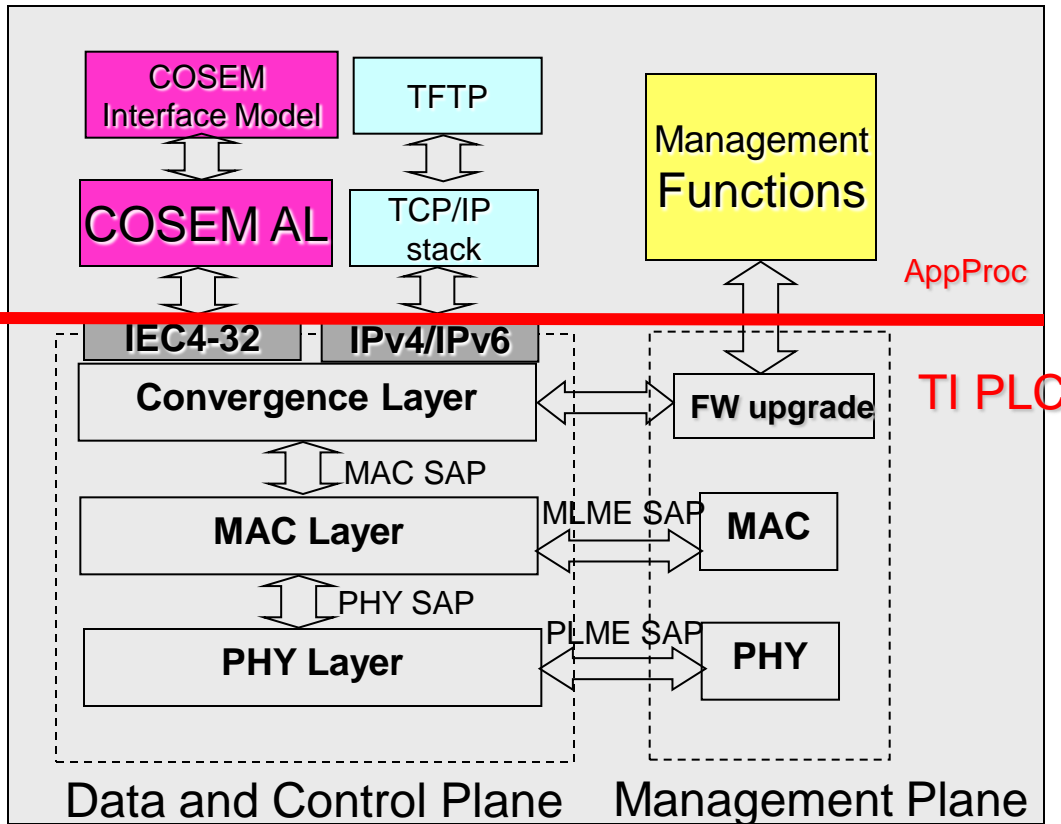 COSEM
Interface Model
TFTP
Management
Functions
COSEM AL
TCP/IP
stack
AppProc
IEC4-32
IPv4/IPv6
Convergence Layer
FW upgrade
TI PLC
MAC SAP
MAC Layer
MLME SAP
MAC
PHY SAP
PHY Layer
PLME SAP
PHY
Data and Control Plane
Management Plane